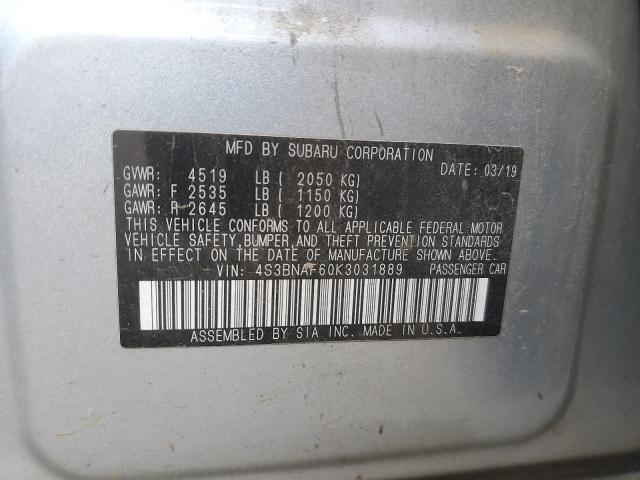 MFD BY SUBARU CORPORATION
DATE: 03/19
GVWR: 4519 LB ( 2050 KG)
GAWR: F 2535 LB ( 1150 KG)
GAWR: R 2645 LB ( 1200 KG)
THIS VEHICLE CONFORMS TO ALL APPLICABLE FEDERAL MOTOR
VEHICLE SAFETY, BUMPER, AND THEFT PREVENTION STANDARDS
IN EFFECT ON THE DATE OF MANUFACTURE SHOWN ABOVE.
VIN: 4S3BNAF60K3031889 PASSENGER CAR
ASSEMBLED BY SIA INC. MADE IN U.S.A.